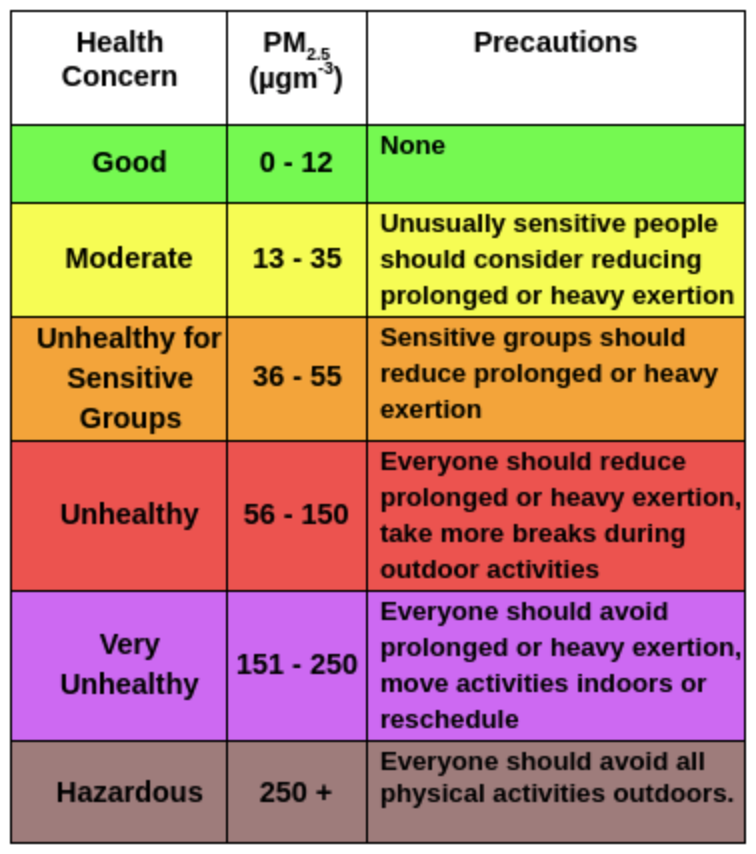 Health
Concern
PM2.5
(µgm-3)
Precautions
Good
0 - 12
None
Moderate
13 - 35
Unusually sensitive people
should consider reducing
prolonged or heavy exertion
Unhealthy for
Sensitive
Groups
36 - 55
Sensitive groups should
reduce prolonged or heavy
exertion
Unhealthy
56 - 150
Everyone should reduce
prolonged or heavy exertion,
take more breaks during
outdoor activities
Very
Unhealthy
151 - 250
Everyone should avoid
prolonged or heavy exertion,
move activities indoors or
reschedule
Hazardous
250 +
Everyone should avoid all
physical activities outdoors.